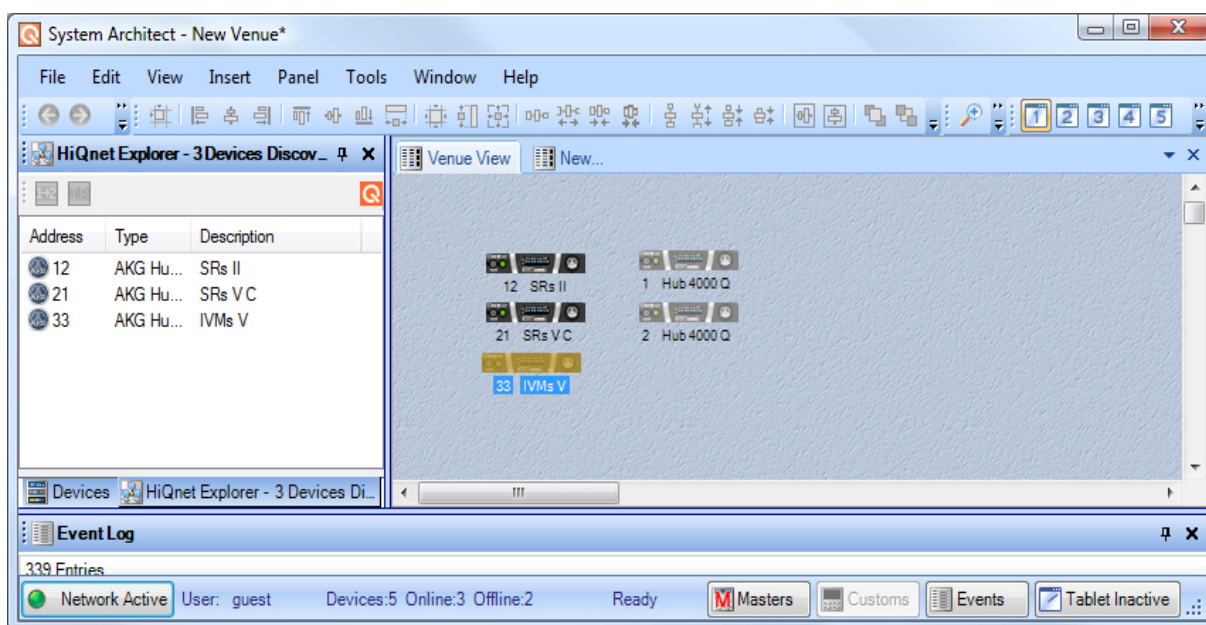 System Architect - New Venue*
File Edit View Insert Panel Tools Window Help
1 2 3 4 5
HiQnet Explorer - 3 Devices Discov...
Venue View New...
Address Type Description
12 AKG Hu... SRs II
21 AKG Hu... SRs V C
33 AKG Hu... IVMs V
12 SRs II 1 Hub 4000 Q
21 SRs V C 2 Hub 4000 Q
33 IVMs V
Devices HiQnet Explorer - 3 Devices Di...
Event Log
339 Entries
Network Active User: guest Devices:5 Online:3 Offline:2 Ready Masters Customs Events Tablet Inactive